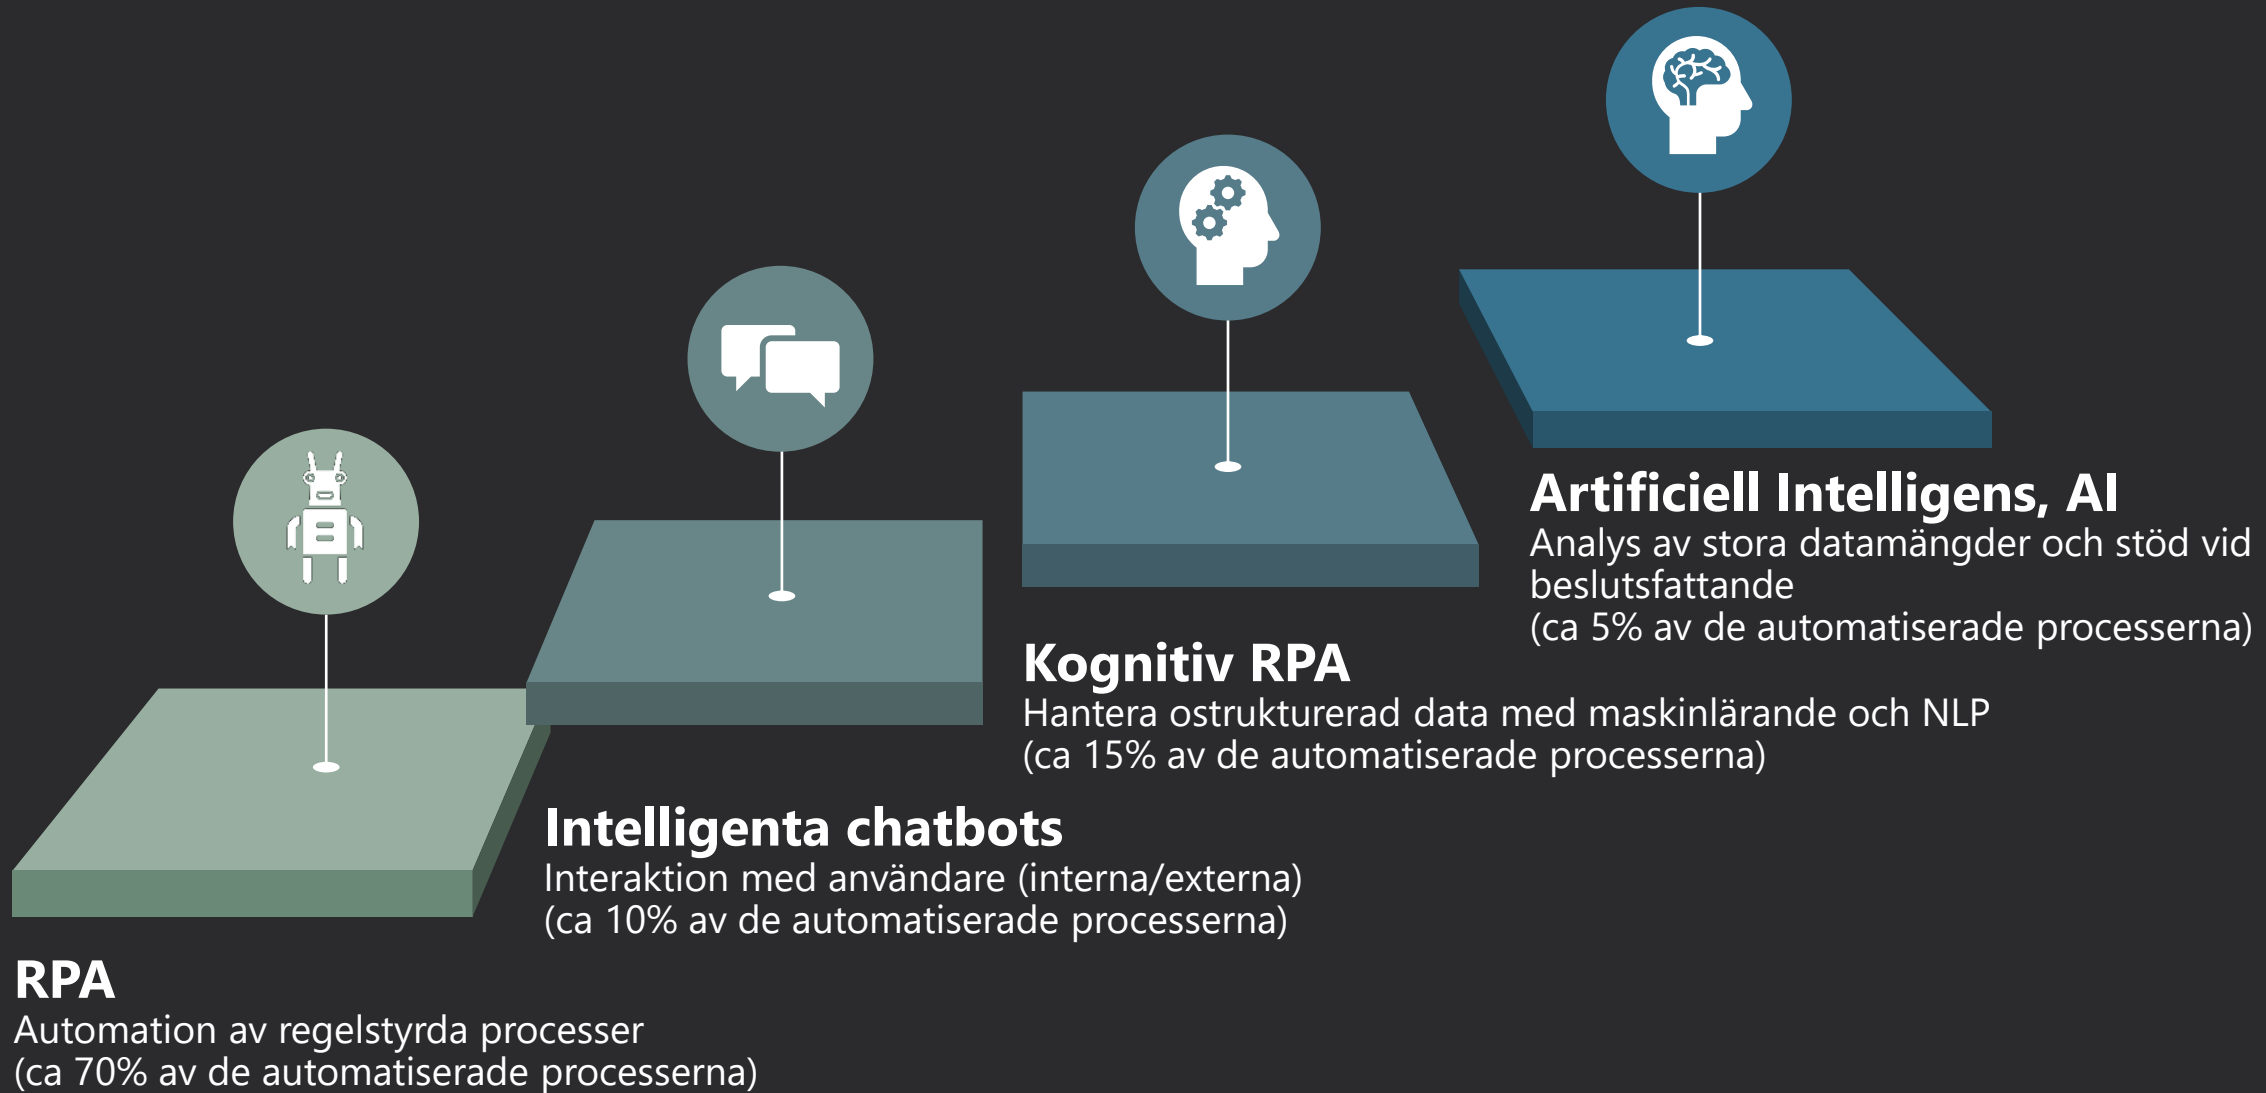 RPA
Automation av regelstyrda processer
(ca 70% av de automatiserade processerna)
Intelligenta chatbots
Interaktion med användare (interna/externa)
(ca 10% av de automatiserade processerna)
Kognitiv RPA
Hantera ostrukturerad data med maskinlärande och NLP
(ca 15% av de automatiserade processerna)
Artificiell Intelligens, AI
Analys av stora datamängder och stöd vid
beslutsfattande
(ca 5% av de automatiserade processerna)